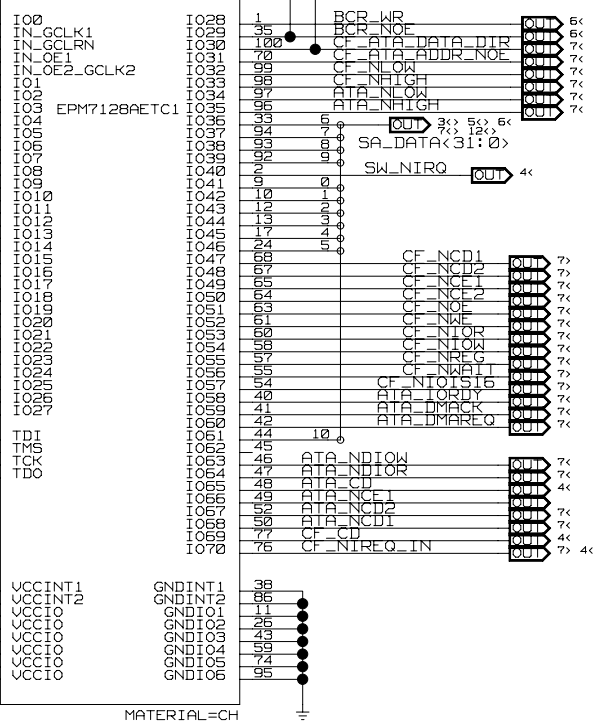 IO0 IO28 1 BCR_WR OUT 6<
IN_GCLK1 IO29 35 BCR_NOE OUT 6<
IN_GCLRN IO30 100 CF_ATA_DATA_DIR OUT 7<
IN_OE1 IO31 70 CF_ATA_ADDR_NOE OUT 7<
IN_OE2_GCLK2 IO32 99 CF_NLOW OUT 7<
IO1 IO33 98 CF_NHIGH OUT 7<
IO2 IO34 97 ATA_NLOW OUT 7<
IO3 EPM7128AETC1 IO35 96 ATA_NHIGH OUT 7<
IO4 IO36 33 6 OUT 3<> 5<> 6<
IO5 IO37 94 7 7<> 12<>
IO6 IO38 93 8 SA_DATA<31:0>
IO7 IO39 92 9
IO8 IO40 2 SW_NIRQ OUT 4<
IO9 IO41 9 0
IO10 IO42 10 1
IO11 IO43 12 2
IO12 IO44 13 3
IO13 IO45 17 4
IO14 IO46 24 5
IO15 IO47 68 CF_NCD1 OUT 7>
IO16 IO48 67 CF_NCD2 OUT 7>
IO17 IO49 65 CF_NCE1 OUT 7<
IO18 IO50 64 CF_NCE2 OUT 7<
IO19 IO51 63 CF_NOE OUT 7<
IO20 IO52 61 CF_NWE OUT 7<
IO21 IO53 60 CF_NIOR OUT 7<
IO22 IO54 58 CF_NIOW OUT 7<
IO23 IO55 57 CF_NREG OUT 7<
IO24 IO56 55 CF_NWAIT OUT 7>
IO25 IO57 54 CF_NIOIS16 OUT 7>
IO26 IO58 40 ATA_IORDY OUT 7<
IO27 IO59 41 ATA_DMACK OUT 7<
IO60 42 ATA_DMAREQ OUT 7<
TDI IO61 44 10
TMS IO62 45
TCK IO63 46 ATA_NDIOW OUT 7<
TDO IO64 47 ATA_NDIOR OUT 7<
IO65 48 ATA_CD OUT 4<
IO66 49 ATA_NCE1 OUT
IO67 52 ATA_NCD2 OUT 7<
IO68 50 ATA_NCD1 OUT 7<
IO69 77 CF_CD OUT 4<
IO70 76 CF_NIREQ_IN OUT 7> 4<
VCCINT1 GNDINT1 38
VCCINT2 GNDINT2 86
VCCIO GNDIO1 11
VCCIO GNDIO2 26
VCCIO GNDIO3 43
VCCIO GNDIO4 59
VCCIO GNDIO5 74
VCCIO GNDIO6 95
MATERIAL=CH